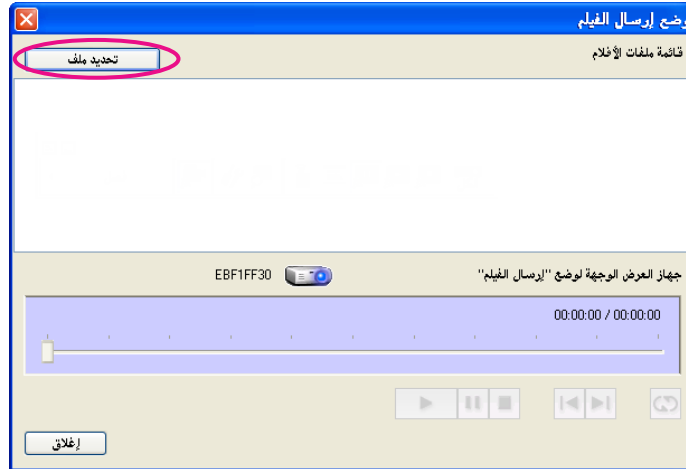 وضع إرسال الفيلم
قائمة ملفات الأفلام
تحديد ملف
جهاز العرض الوجهة لوضع "إرسال الفيلم"
EBF1FF30
00:00:00 / 00:00:00
إغلاق